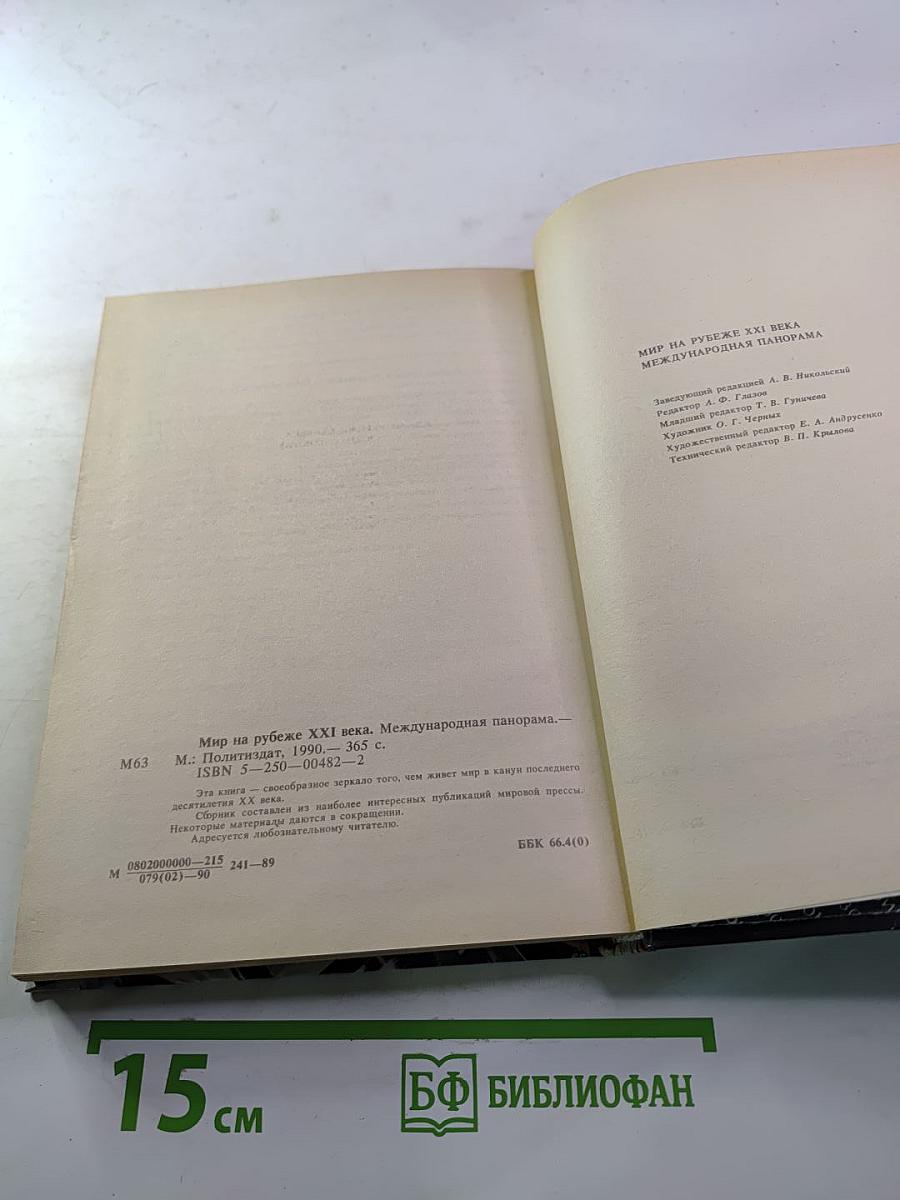 Мир на рубеже XXI века. Международная панорама.—
М63 М.: Политиздат, 1990.— 365 с.
ISBN 5—250—00482—2
Эта книга — своеобразное зеркало того, чем живет мир в канун последнего
десятилетия XX века.
Сборник составлен из наиболее интересных публикаций мировой прессы.
Некоторые материалы даются в сокращении.
Адресуется любознательному читателю.
М 0802000000—215 241—89
079(02)—90
ББК 66.4(0)
МИР НА РУБЕЖЕ XXI ВЕКА
МЕЖДУНАРОДНАЯ ПАНОРАМА
Заведующий редакцией А. В. Никольский
Редактор А. Ф. Глазов
Младший редактор Т. В. Гуничева
Художник О. Г. Черных
Художественный редактор Е. А. Андрусенко
Технический редактор В. П. Крылова
15 см
БФ БИБЛИОФАН